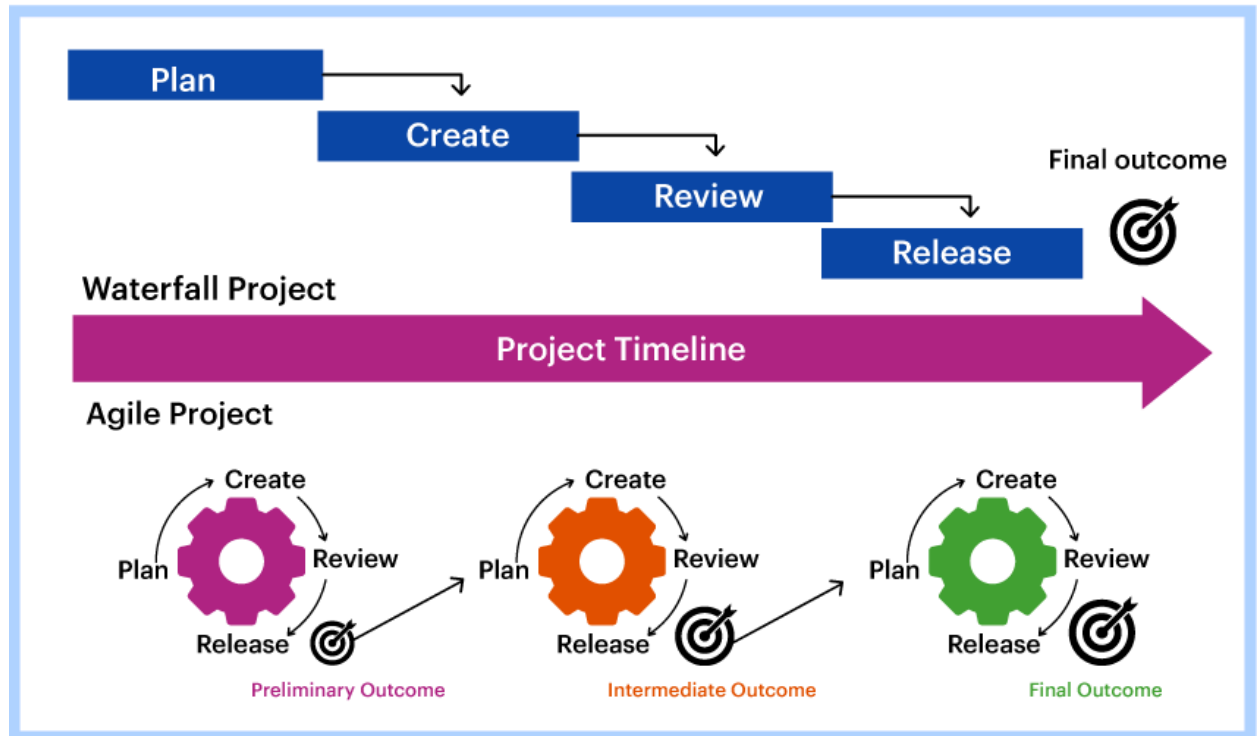 Plan
Create
Review
Final outcome
Release
Waterfall Project
Project Timeline
Agile Project
Create
Plan
Review
Release
Preliminary Outcome
Create
Plan
Review
Release
Intermediate Outcome
Create
Plan
Review
Release
Final Outcome